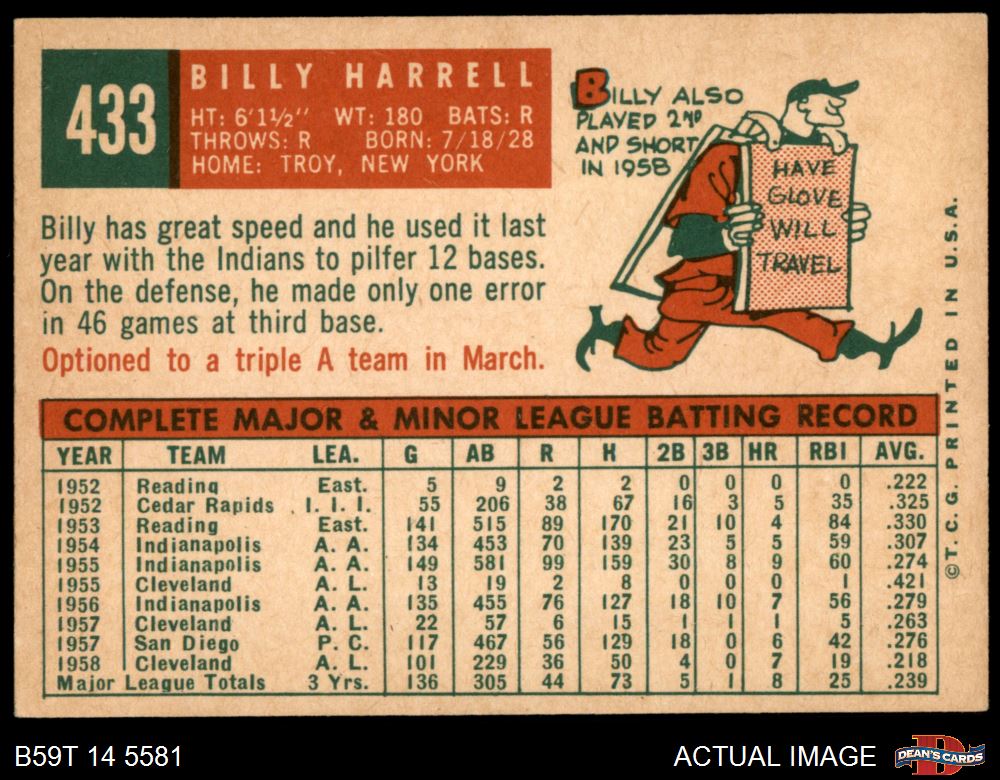 433
BILLY HARRELL
HT: 6'1½" WT: 180 BATS: R
THROWS: R BORN: 7/18/28
HOME: TROY, NEW YORK
BILLY ALSO
PLAYED 2ND
AND SHORT
IN 1958
HAVE
GLOVE
WILL
TRAVEL
Billy has great speed and he used it last
year with the Indians to pilfer 12 bases.
On the defense, he made only one error
in 46 games at third base.
Optioned to a triple A team in March.
COMPLETE MAJOR & MINOR LEAGUE BATTING RECORD
YEAR TEAM LEA. G AB R H 2B 3B HR RBI AVG.
1952 Reading East. 5 9 2 2 0 0 0 0 .222
1952 Cedar Rapids I. I. I. 55 206 38 67 16 3 5 35 .325
1953 Reading East. 141 515 89 170 21 10 4 84 .330
1954 Indianapolis A. A. 134 453 70 139 23 5 5 59 .307
1955 Indianapolis A. A. 149 581 99 159 30 8 9 60 .274
1955 Cleveland A. L. 13 19 2 8 0 0 0 1 .421
1956 Indianapolis A. A. 135 455 76 127 18 10 7 56 .279
1957 Cleveland A. L. 22 57 6 15 1 1 1 5 .263
1957 San Diego P. C. 117 467 56 129 18 0 6 42 .276
1958 Cleveland A. L. 101 229 36 50 4 0 7 19 .218
Major League Totals 3 Yrs. 136 305 44 73 5 1 8 25 .239
©T. C. G. PRINTED IN U.S.A.
B59T 14 5581
ACTUAL IMAGE
DEAN'S CARDS